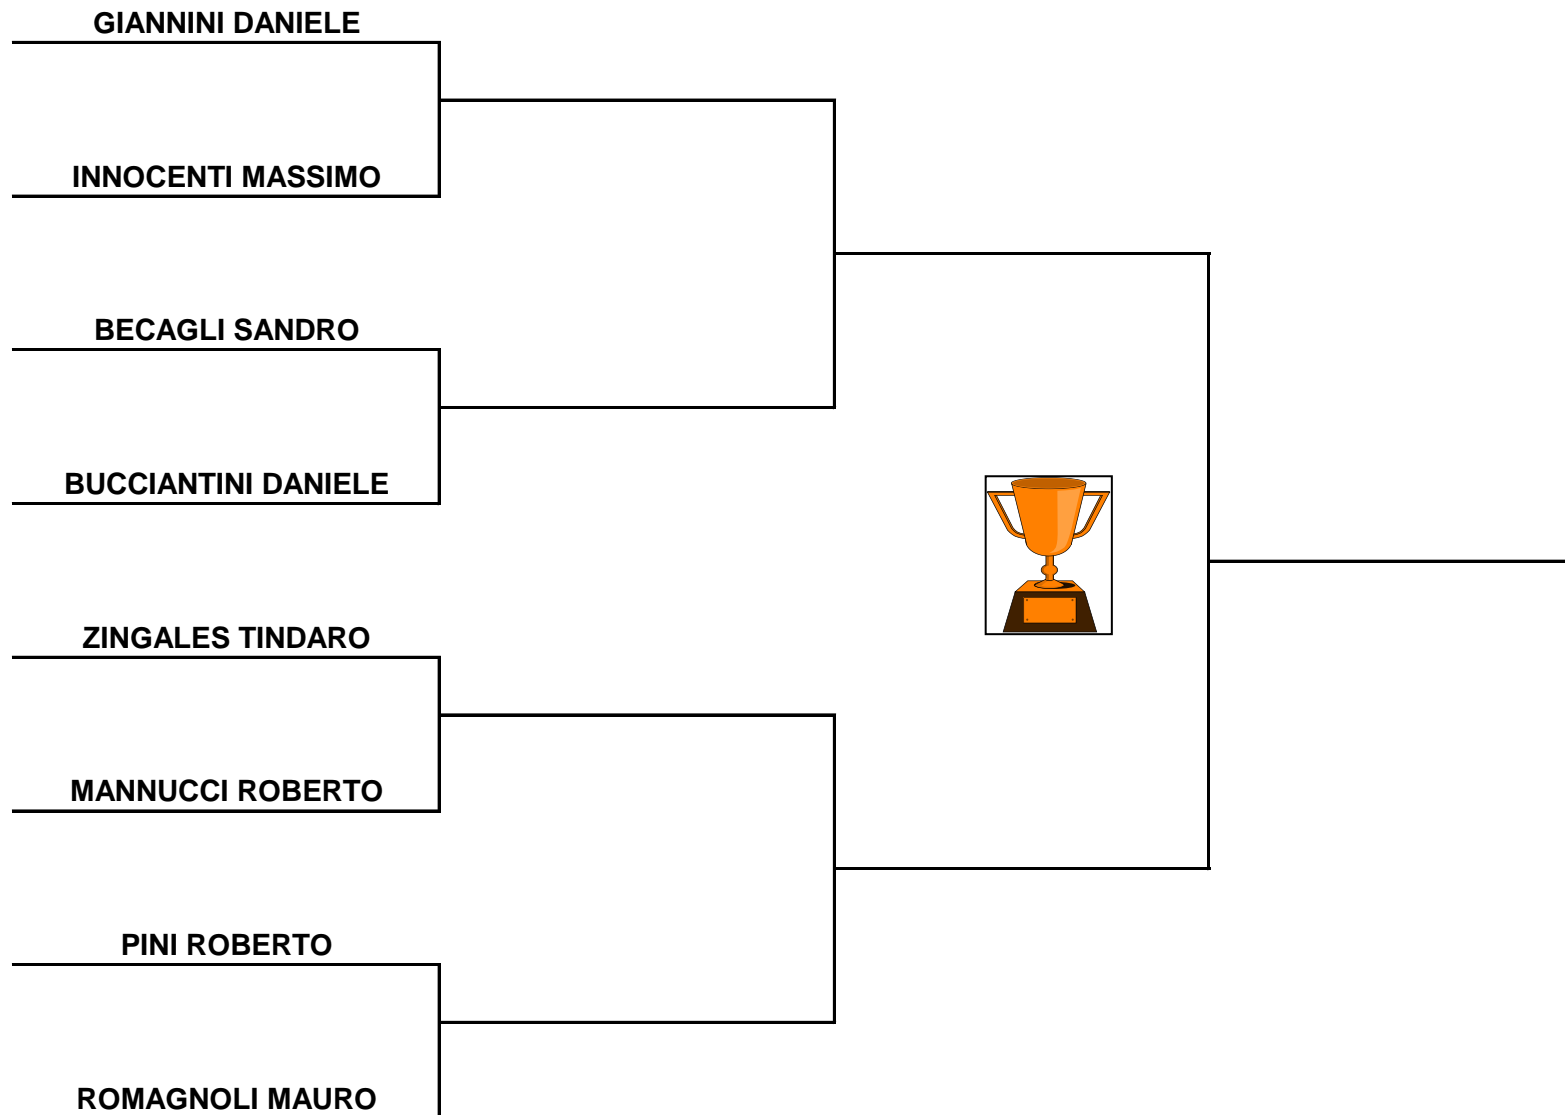 GIANNINI DANIELE
INNOCENTI MASSIMO
BECAGLI SANDRO
BUCCIANTINI DANIELE
ZINGALES TINDARO
MANNUCCI ROBERTO
PINI ROBERTO
ROMAGNOLI MAURO